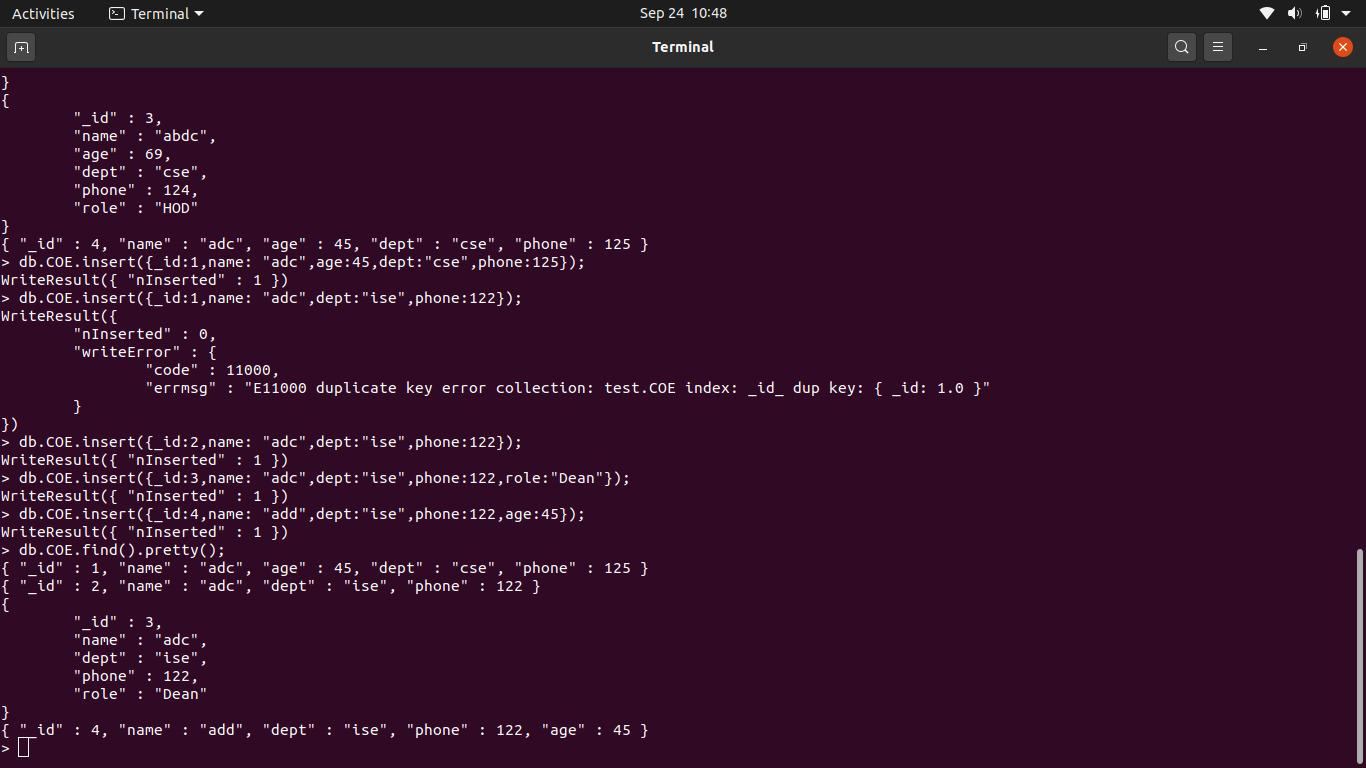 Activities Terminal Sep 24 10:48
Terminal
}
{
        "_id" : 3,
        "name" : "abdc",
        "age" : 69,
        "dept" : "cse",
        "phone" : 124,
        "role" : "HOD"
}
{ "_id" : 4, "name" : "adc", "age" : 45, "dept" : "cse", "phone" : 125 }
> db.COE.insert({_id:1,name: "adc",age:45,dept:"cse",phone:125});
WriteResult({ "nInserted" : 1 })
> db.COE.insert({_id:1,name: "adc",dept:"ise",phone:122});
WriteResult({
        "nInserted" : 0,
        "writeError" : {
                "code" : 11000,
                "errmsg" : "E11000 duplicate key error collection: test.COE index: _id_ dup key: { _id: 1.0 }"
        }
})
> db.COE.insert({_id:2,name: "adc",dept:"ise",phone:122});
WriteResult({ "nInserted" : 1 })
> db.COE.insert({_id:3,name: "adc",dept:"ise",phone:122,role:"Dean"});
WriteResult({ "nInserted" : 1 })
> db.COE.insert({_id:4,name: "add",dept:"ise",phone:122,age:45});
WriteResult({ "nInserted" : 1 })
> db.COE.find().pretty();
{ "_id" : 1, "name" : "adc", "age" : 45, "dept" : "cse", "phone" : 125 }
{ "_id" : 2, "name" : "adc", "dept" : "ise", "phone" : 122 }
{
        "_id" : 3,
        "name" : "adc",
        "dept" : "ise",
        "phone" : 122,
        "role" : "Dean"
}
{ "_id" : 4, "name" : "add", "dept" : "ise", "phone" : 122, "age" : 45 }
>